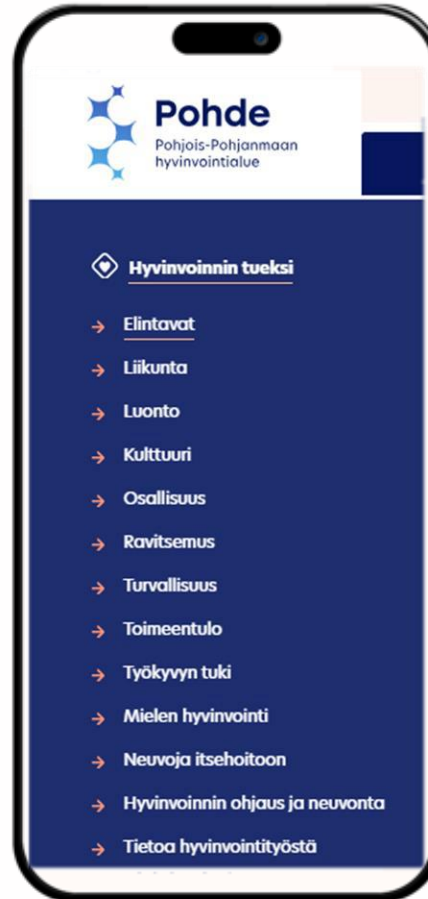 Pohde
Pohjois-Pohjanmaan
hyvinvointialue
Hyvinvoinnin tueksi
Elintavat
Liikunta
Luonto
Kulttuuri
Osallisuus
Ravitsemus
Turvallisuus
Toimeentulo
Työkyvyn tuki
Mielen hyvinvointi
Neuvoja itsehoitoon
Hyvinvoinnin ohjaus ja neuvonta
Tietoa hyvinvointityöstä